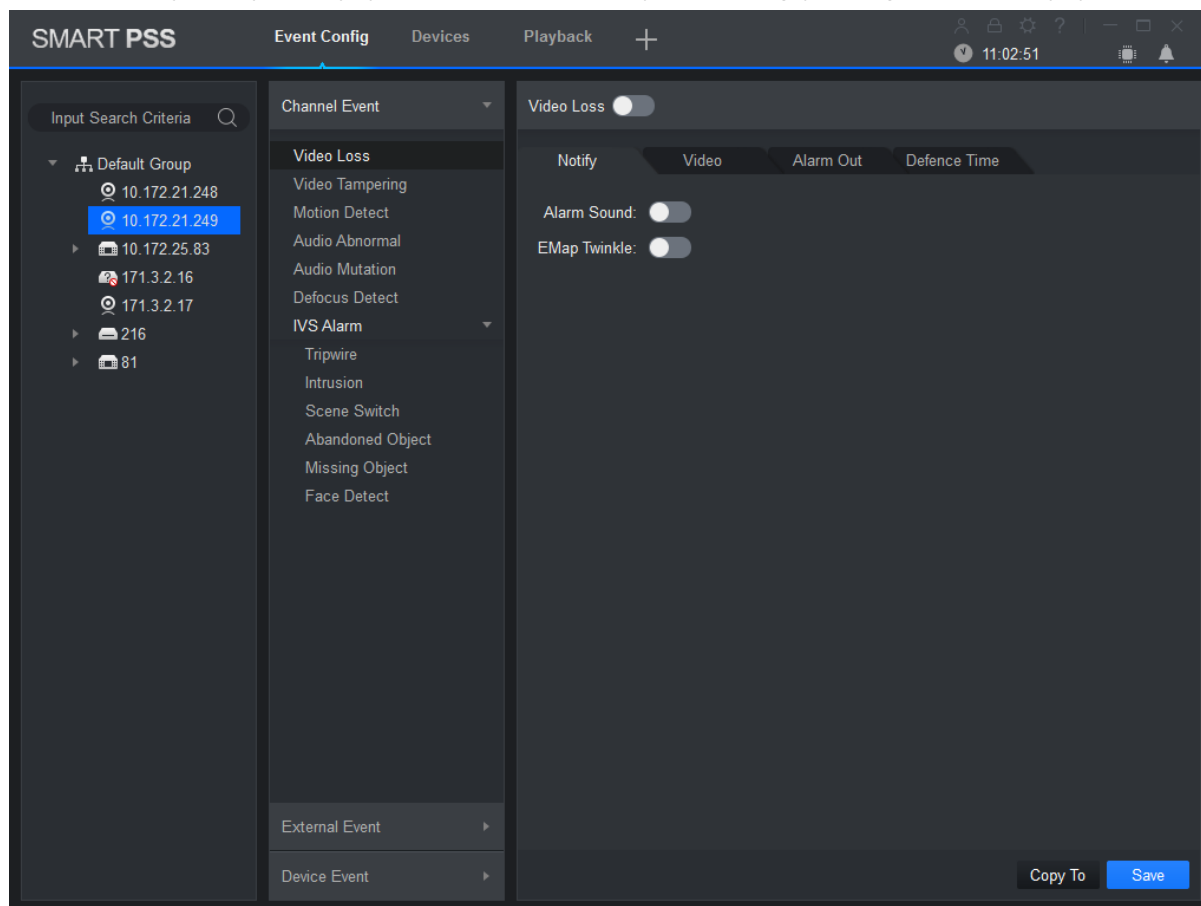 SMART PSS
Event Config
Devices
Playback
11:02:51
Input Search Criteria
Default Group
10.172.21.248
10.172.21.249
10.172.25.83
171.3.2.16
171.3.2.17
216
81
Channel Event
Video Loss
Video Tampering
Motion Detect
Audio Abnormal
Audio Mutation
Defocus Detect
IVS Alarm
Tripwire
Intrusion
Scene Switch
Abandoned Object
Missing Object
Face Detect
External Event
Device Event
Video Loss
Notify
Video
Alarm Out
Defence Time
Alarm Sound:
EMap Twinkle:
Copy To
Save